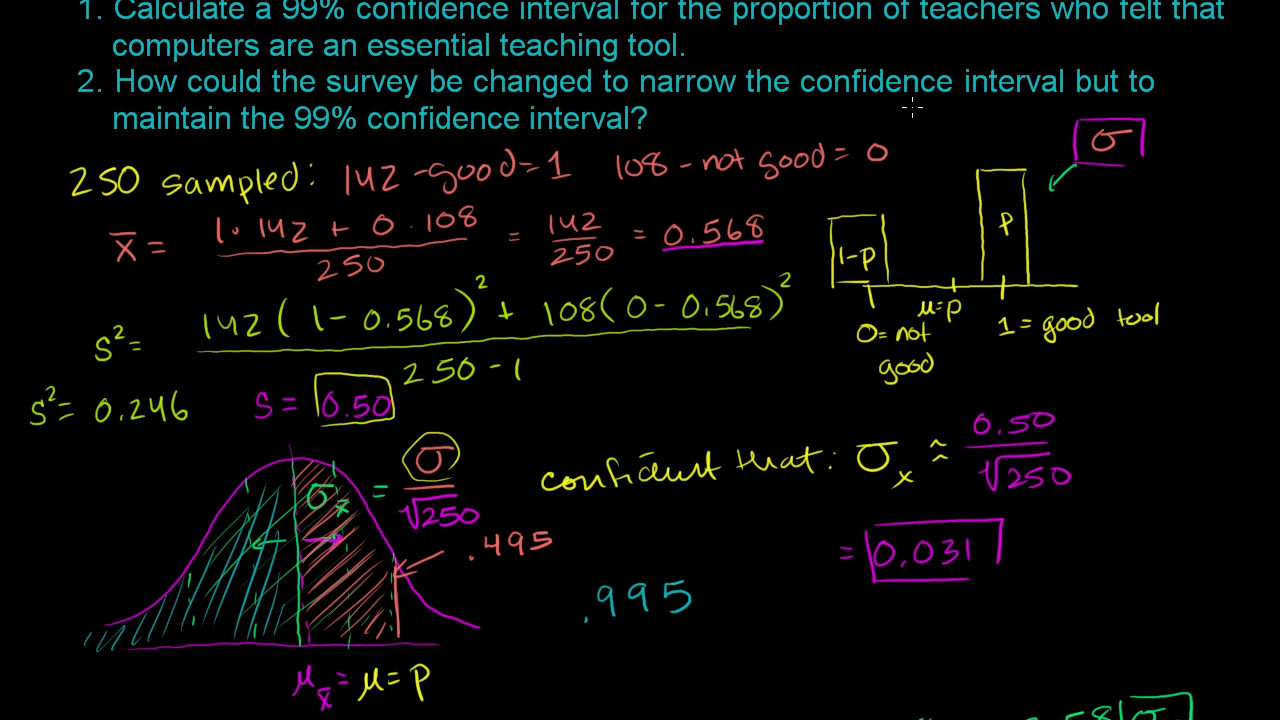 1. Calculate a 99% confidence interval for the proportion of teachers who felt that
computers are an essential teaching tool.
2. How could the survey be changed to narrow the confidence interval but to
maintain the 99% confidence interval?
σ
250 sampled: 142 - good = 1 108 - not good = 0
x̄ = (1·142 + 0·108)/250 = 142/250 = 0.568
1-p
p
μ=p
0 = not good
1 = good tool
S² = (142(1 - 0.568)² + 108(0 - 0.568)²)/(250 - 1)
S² = 0.246 S = 0.50
σx̄ = σ/√250
confident that: σx ≈ 0.50/√250
= 0.031
.495
.995
μx̄ = μ = p